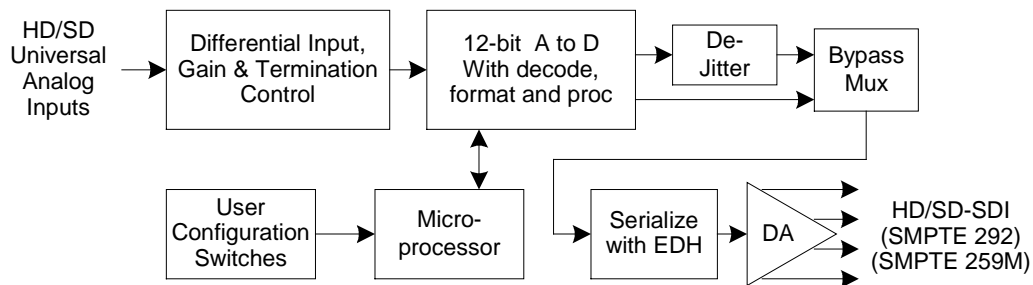 HD/SD
Universal
Analog
Inputs
Differential Input,
Gain & Termination
Control
12-bit A to D
With decode,
format and proc
De-
Jitter
Bypass
Mux
User
Configuration
Switches
Micro-
processor
Serialize
with EDH
DA
HD/SD-SDI
(SMPTE 292)
(SMPTE 259M)